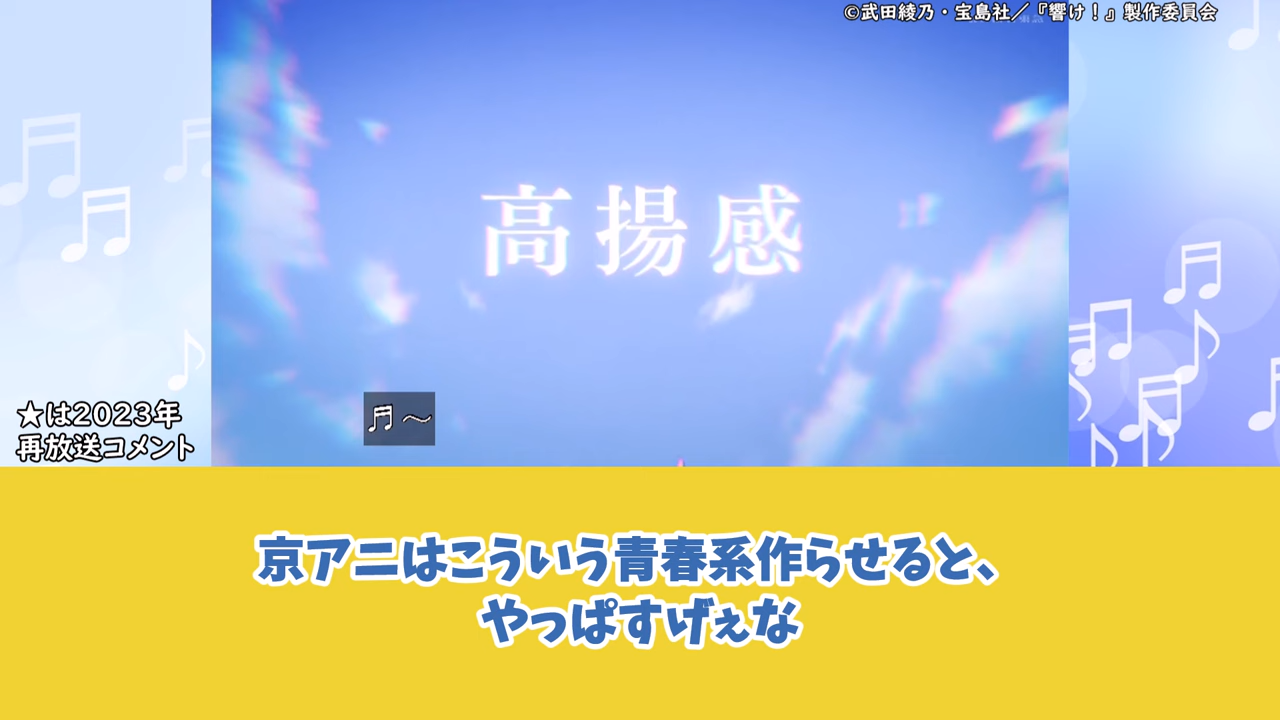 ©武田綾乃・宝島社／『響け！』製作委員会
高揚感
♬～
★は2023年
再放送コメント
京アニはこういう青春系作らせると、
やっぱすげぇな